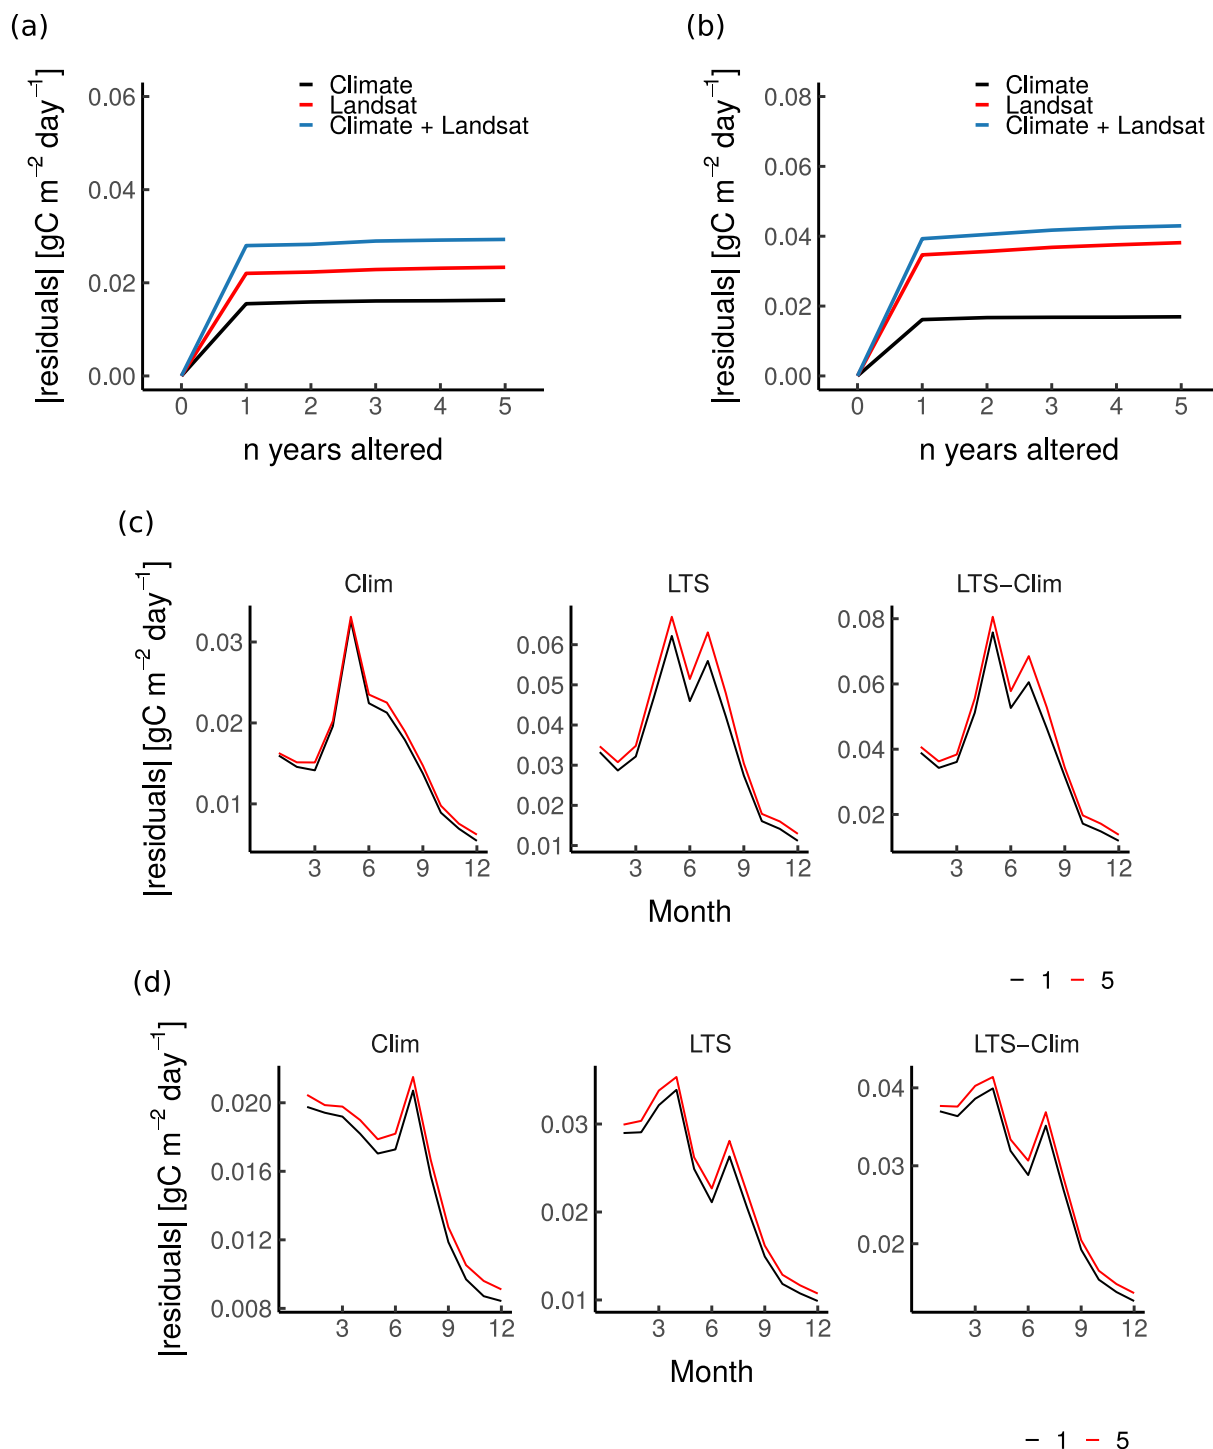 (a)
(b)
|residuals| [gC m⁻² day⁻¹]
0.06
0.04
0.02
0.00
Climate
Landsat
Climate + Landsat
0 1 2 3 4 5
n years altered
|residuals| [gC m⁻² day⁻¹]
0.08
0.06
0.04
0.02
0.00
Climate
Landsat
Climate + Landsat
0 1 2 3 4 5
n years altered
(c)
|residuals| [gC m⁻² day⁻¹]
Clim
0.03
0.02
0.01
3 6 9 12
LTS
0.06
0.05
0.04
0.03
0.02
0.01
3 6 9 12
LTS−Clim
0.08
0.06
0.04
0.02
3 6 9 12
Month
1 5
(d)
|residuals| [gC m⁻² day⁻¹]
Clim
0.020
0.016
0.012
0.008
3 6 9 12
LTS
0.03
0.02
0.01
3 6 9 12
LTS−Clim
0.04
0.03
0.02
3 6 9 12
Month
1 5